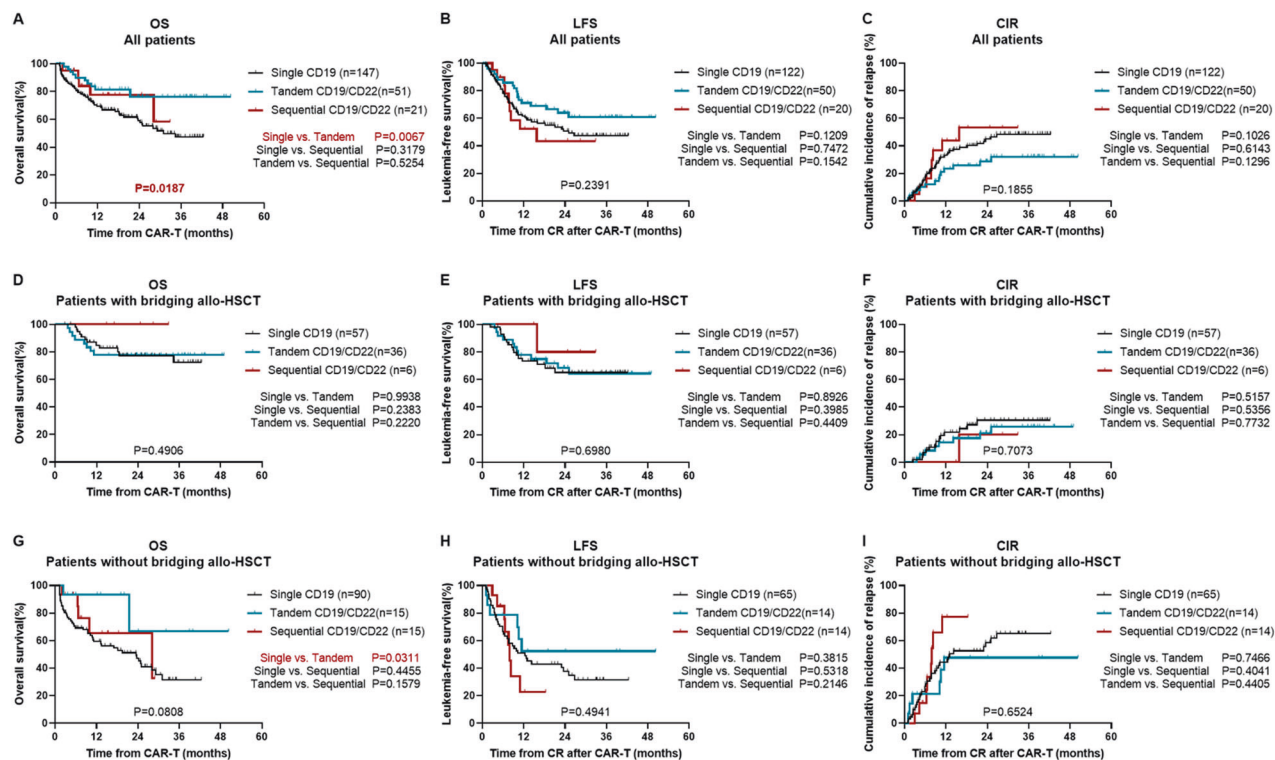 A
OS
All patients
Overall survival(%)
100
80
60
40
20
0
0 12 24 36 48 60
Time from CAR-T (months)
Single CD19 (n=147)
Tandem CD19/CD22(n=51)
Sequential CD19/CD22 (n=21)
Single vs. Tandem P=0.0067
Single vs. Sequential P=0.3179
Tandem vs. Sequential P=0.5254
P=0.0187
B
LFS
All patients
Leukemia-free survival(%)
100
80
60
40
20
0
0 12 24 36 48 60
Time from CR after CAR-T (months)
Single CD19 (n=122)
Tandem CD19/CD22(n=50)
Sequential CD19/CD22 (n=20)
Single vs. Tandem P=0.1209
Single vs. Sequential P=0.7472
Tandem vs. Sequential P=0.1542
P=0.2391
C
CIR
All patients
Cumulative incidence of relapse (%)
100
80
60
40
20
0
0 12 24 36 48 60
Time from CR after CAR-T (months)
Single CD19 (n=122)
Tandem CD19/CD22(n=50)
Sequential CD19/CD22 (n=20)
Single vs. Tandem P=0.1026
Single vs. Sequential P=0.6143
Tandem vs. Sequential P=0.1296
P=0.1855
D
OS
Patients with bridging allo-HSCT
Overall survival(%)
100
80
60
40
20
0
0 12 24 36 48 60
Time from CAR-T (months)
Single CD19 (n=57)
Tandem CD19/CD22(n=36)
Sequential CD19/CD22 (n=6)
Single vs. Tandem P=0.9938
Single vs. Sequential P=0.2383
Tandem vs. Sequential P=0.2220
P=0.4906
E
LFS
Patients with bridging allo-HSCT
Leukemia-free survival(%)
100
80
60
40
20
0
0 12 24 36 48 60
Time from CR after CAR-T (months)
Single CD19 (n=57)
Tandem CD19/CD22(n=36)
Sequential CD19/CD22 (n=6)
Single vs. Tandem P=0.8926
Single vs. Sequential P=0.3985
Tandem vs. Sequential P=0.4409
P=0.6980
F
CIR
Patients with bridging allo-HSCT
Cumulative incidence of relapse (%)
100
80
60
40
20
0
0 12 24 36 48 60
Time from CR after CAR-T (months)
Single CD19 (n=57)
Tandem CD19/CD22(n=36)
Sequential CD19/CD22 (n=6)
Single vs. Tandem P=0.5157
Single vs. Sequential P=0.5356
Tandem vs. Sequential P=0.7732
P=0.7073
G
OS
Patients without bridging allo-HSCT
Overall survival(%)
100
80
60
40
20
0
0 12 24 36 48 60
Time from CAR-T (months)
Single CD19 (n=90)
Tandem CD19/CD22(n=15)
Sequential CD19/CD22 (n=15)
Single vs. Tandem P=0.0311
Single vs. Sequential P=0.4455
Tandem vs. Sequential P=0.1579
P=0.0808
H
LFS
Patients without bridging allo-HSCT
Leukemia-free survival(%)
100
80
60
40
20
0
0 12 24 36 48 60
Time from CR after CAR-T (months)
Single CD19 (n=65)
Tandem CD19/CD22(n=14)
Sequential CD19/CD22 (n=14)
Single vs. Tandem P=0.3815
Single vs. Sequential P=0.5318
Tandem vs. Sequential P=0.2146
P=0.4941
I
CIR
Patients without bridging allo-HSCT
Cumulative incidence of relapse (%)
100
80
60
40
20
0
0 12 24 36 48 60
Time from CR after CAR-T (months)
Single CD19 (n=65)
Tandem CD19/CD22(n=14)
Sequential CD19/CD22 (n=14)
Single vs. Tandem P=0.7466
Single vs. Sequential P=0.4041
Tandem vs. Sequential P=0.4405
P=0.6524